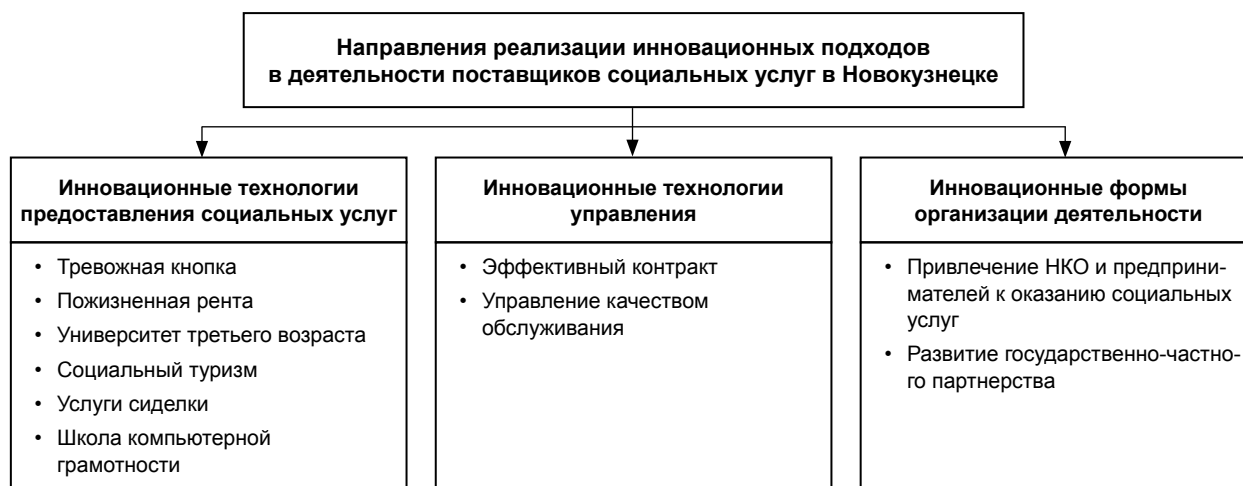 Направления реализации инновационных подходов
в деятельности поставщиков социальных услуг в Новокузнецке
Инновационные технологии
предоставления социальных услуг
• Тревожная кнопка
• Пожизненная рента
• Университет третьего возраста
• Социальный туризм
• Услуги сиделки
• Школа компьютерной
грамотности
Инновационные технологии
управления
• Эффективный контракт
• Управление качеством
обслуживания
Инновационные формы
организации деятельности
• Привлечение НКО и предприни-
мателей к оказанию социальных
услуг
• Развитие государственно-частно-
го партнерства